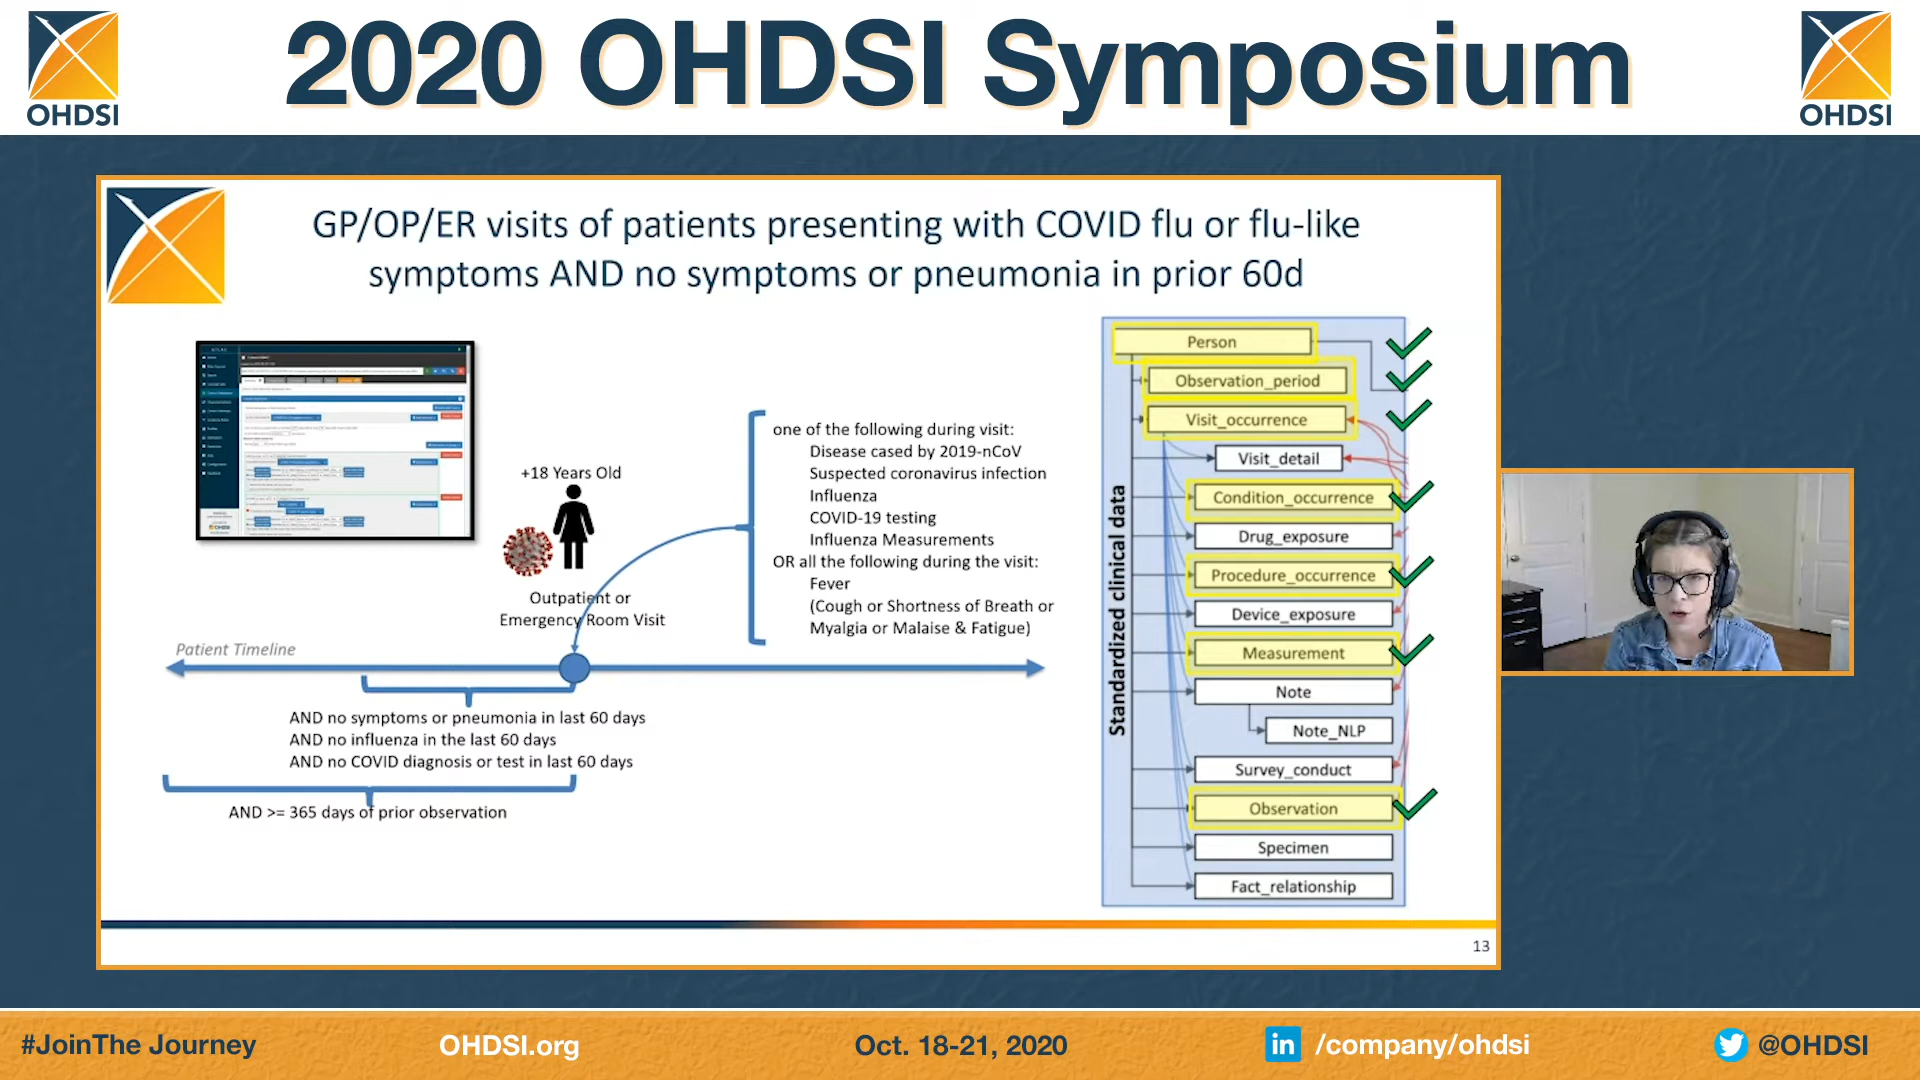 2020 OHDSI Symposium
OHDSI
OHDSI
GP/OP/ER visits of patients presenting with COVID flu or flu-like
symptoms AND no symptoms or pneumonia in prior 60d
+18 Years Old
Outpatient or
Emergency Room Visit
one of the following during visit:
Disease cased by 2019-nCoV
Suspected coronavirus infection
Influenza
COVID-19 testing
Influenza Measurements
OR all the following during the visit:
Fever
(Cough or Shortness of Breath or
Myalgia or Malaise & Fatigue)
Patient Timeline
AND no symptoms or pneumonia in last 60 days
AND no influenza in the last 60 days
AND no COVID diagnosis or test in last 60 days
AND >= 365 days of prior observation
Standardized clinical data
Person
Observation_period
Visit_occurrence
Visit_detail
Condition_occurrence
Drug_exposure
Procedure_occurrence
Device_exposure
Measurement
Note
Note_NLP
Survey_conduct
Observation
Specimen
Fact_relationship
13
#JoinThe Journey
OHDSI.org
Oct. 18-21, 2020
in /company/ohdsi
@OHDSI